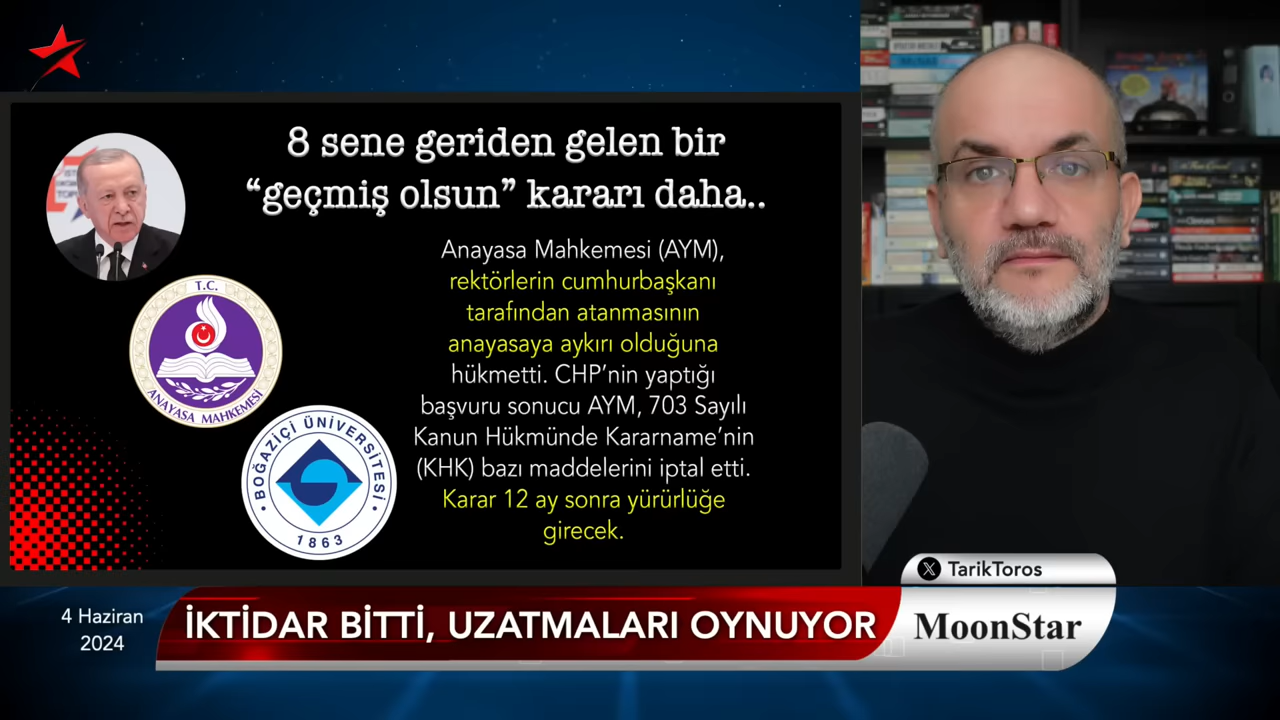 8 sene geriden gelen bir
“geçmiş olsun” kararı daha..
Anayasa Mahkemesi (AYM),
rektörlerin cumhurbaşkanı
tarafından atanmasının
anayasaya aykırı olduğuna
hükmetti. CHP’nin yaptığı
başvuru sonucu AYM, 703 Sayılı
Kanun Hükmünde Kararname’nin
(KHK) bazı maddelerini iptal etti.
Karar 12 ay sonra yürürlüğe
girecek.
T.C.
ANAYASA MAHKEMESİ
BOĞAZİÇİ ÜNİVERSİTESİ
1863
TarikToros
4 Haziran
2024
İKTİDAR BİTTİ, UZATMALARI OYNUYOR
MoonStar